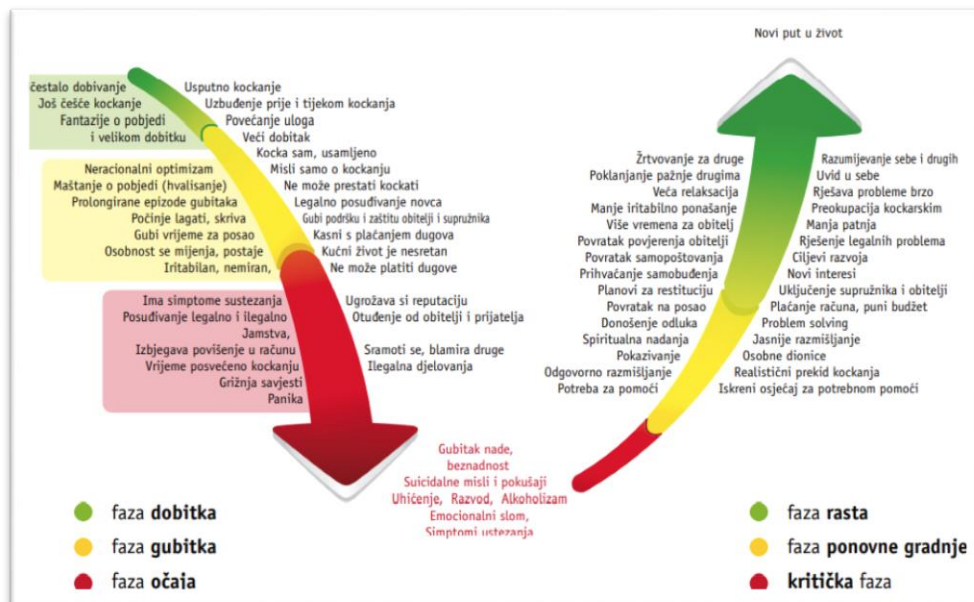 Novi put u život
čestalo dobivanje
Još češće kockanje
Fantazije o pobjedi
i velikom dobitku
Usputno kockanje
Uzbuđenje prije i tijekom kockanja
Povećanje uloga
Veći dobitak
Kocka sam, usamljeno
Neracionalni optimizam
Maštanje o pobjedi (hvalisanje)
Prolongirane epizode gubitaka
Počinje lagati, skriva
Gubi vrijeme za posao
Osobnost se mijenja, postaje
Iritabilan, nemiran,
Misli samo o kockanju
Ne može prestati kockati
Legalno posuđivanje novca
Gubi podršku i zaštitu obitelji i supružnika
Kasni s plaćanjem dugova
Kućni život je nesretan
Ne može platiti dugove
Ima simptome sustezanja
Posuđivanje legalno i ilegalno
Jamstva,
Izbjegava povišenje u računu
Vrijeme posvećeno kockanju
Grižnja savjesti
Panika
Ugrožava si reputaciju
Otuđenje od obitelji i prijatelja
Sramoti se, blamira druge
Ilegalna djelovanja
Gubitak nade,
beznadnost
Suicidalne misli i pokušaji
Uhićenje, Razvod, Alkoholizam
Emocionalni slom,
Simptomi ustezanja
Žrtvovanje za druge
Poklanjanje pažnje drugima
Veća relaksacija
Manje iritabilno ponašanje
Više vremena za obitelj
Povratak povjerenja obitelji
Povratak samopoštovanja
Prihvaćanje samobuđenja
Planovi za restituciju
Povratak na posao
Donošenje odluka
Spiritualna nadanja
Pokazivanje
Odgovorno razmišljanje
Potreba za pomoći
Razumijevanje sebe i drugih
Uvid u sebe
Rješava probleme brzo
Preokupacija kockarskim
Manja patnja
Rješenje legalnih problema
Ciljevi razvoja
Novi interesi
Uključenje supružnika i obitelji
Plaćanje računa, puni budžet
Problem solving
Jasnije razmišljanje
Osobne dionice
Realistični prekid kockanja
Iskreni osjećaj za potrebnom pomoći
faza dobitka
faza gubitka
faza očaja
faza rasta
faza ponovne gradnje
kritička faza